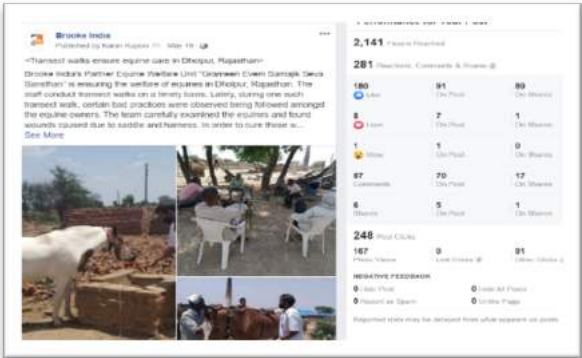 Brooke India
Published by Karan Kapoor · May 19 ·
<Transect walks ensure equine care in Dholpur, Rajasthan>
Brooke India's Partner Equine Welfare Unit "Grameen Evem Samajik Seva
Sansthan" is ensuring the welfare of equines in Dholpur, Rajasthan. The
staff conduct transect walks on a timely basis. Lately, during one such
transect walk, certain bad practices were observed being followed amongst
the equine owners. The team carefully examined the equines and found
wounds caused due to saddle and harness. In order to cure those w...
See More
Performance for Your Post
2,141 People Reached
281 Reactions, Comments & Shares
180 Like
91 On Post
89 On Shares
8 Love
7 On Post
1 On Shares
1 Wow
1 On Post
0 On Shares
87 Comments
70 On Post
17 On Shares
6 Shares
5 On Post
1 On Shares
248 Post Clicks
167 Photo Views
0 Link Clicks
81 Other Clicks
NEGATIVE FEEDBACK
0 Hide Post
0 Hide All Posts
0 Report as Spam
0 Unlike Page
Reported stats may be delayed from what appears on posts